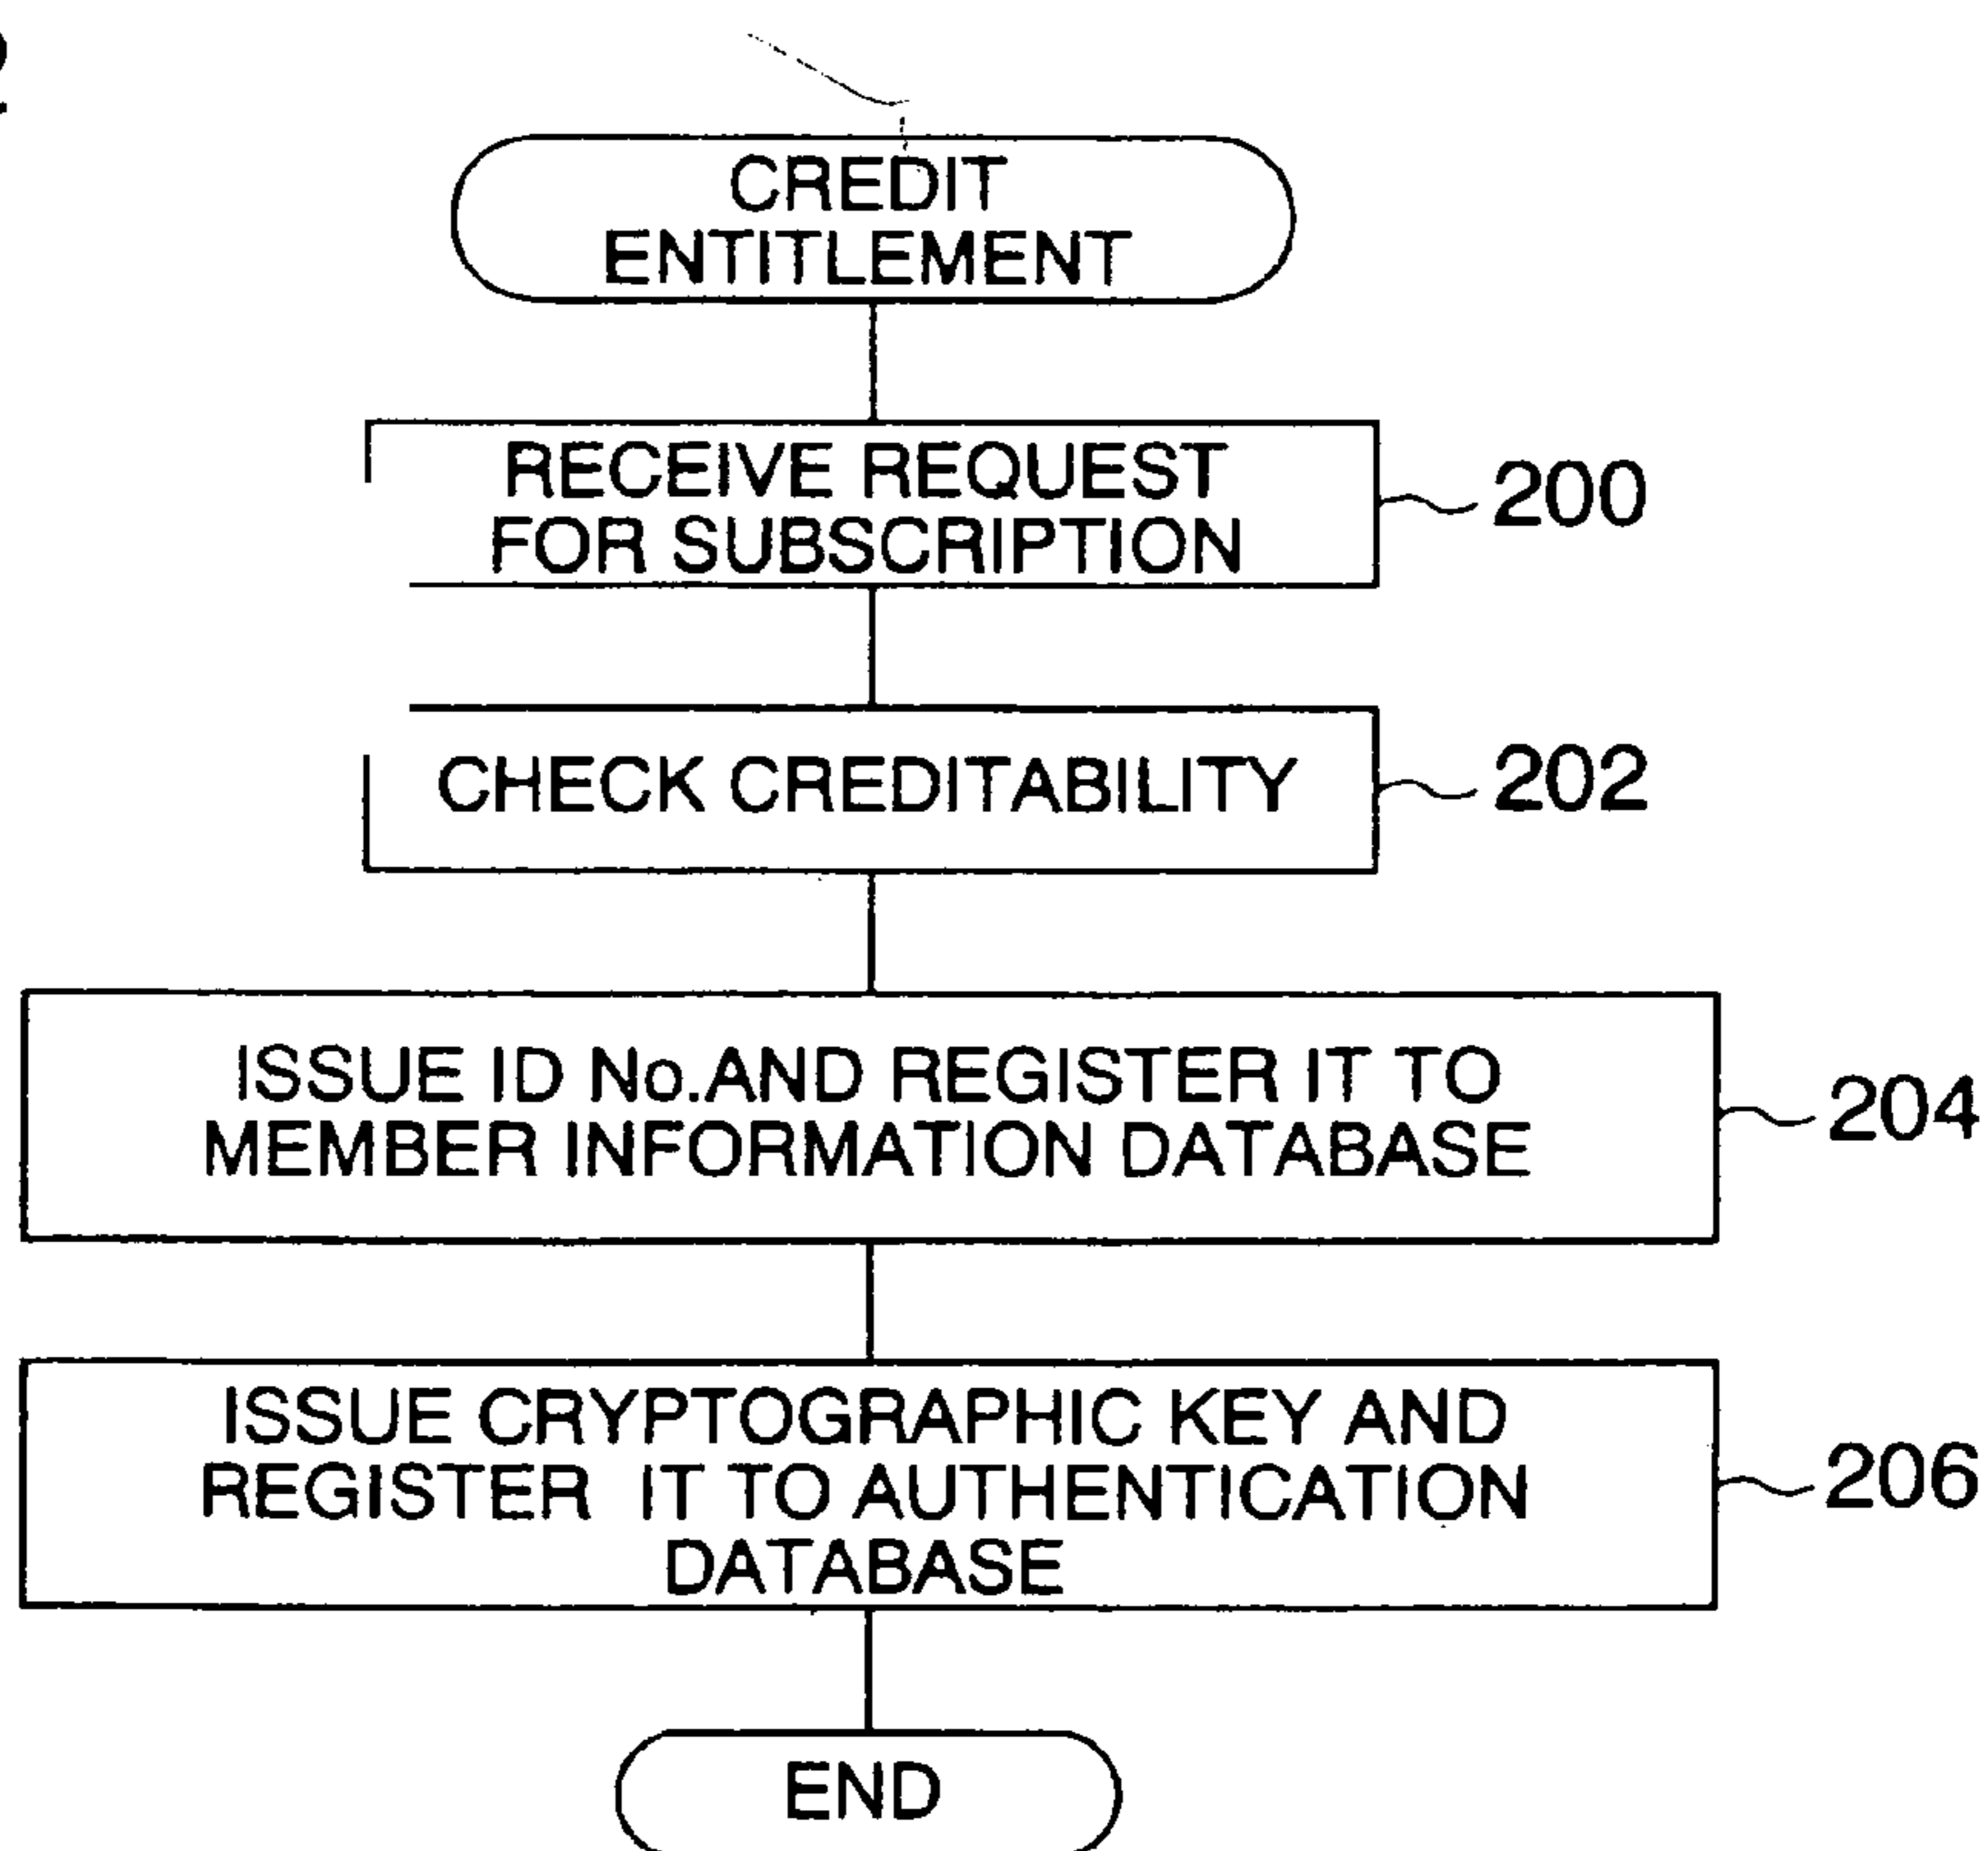 CREDIT
ENTITLEMENT
RECEIVE REQUEST
FOR SUBSCRIPTION
200
CHECK CREDITABILITY
202
ISSUE ID No.AND REGISTER IT TO
MEMBER INFORMATION DATABASE
204
ISSUE CRYPTOGRAPHIC KEY AND
REGISTER IT TO AUTHENTICATION
DATABASE
206
END